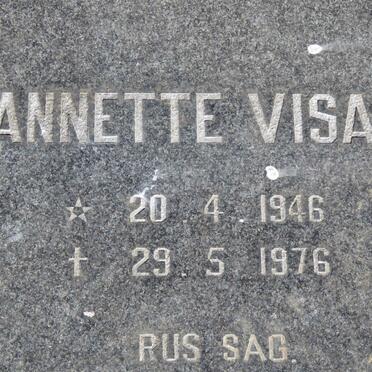 ANNETTE VISA
☆ 20 4 1946
† 29 5 1976
RUS SAG